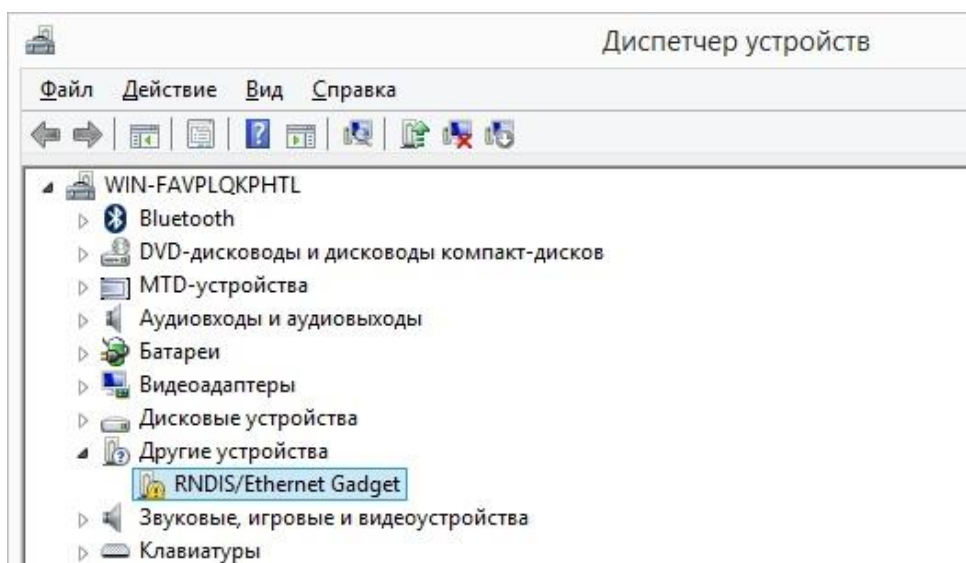 Диспетчер устройств
Файл Действие Вид Справка
WIN-FAVPLQKPHTL
Bluetooth
DVD-дисководы и дисководы компакт-дисков
MTD-устройства
Аудиовходы и аудиовыходы
Батареи
Видеоадаптеры
Дисковые устройства
Другие устройства
RNDIS/Ethernet Gadget
Звуковые, игровые и видеоустройства
Клавиатуры